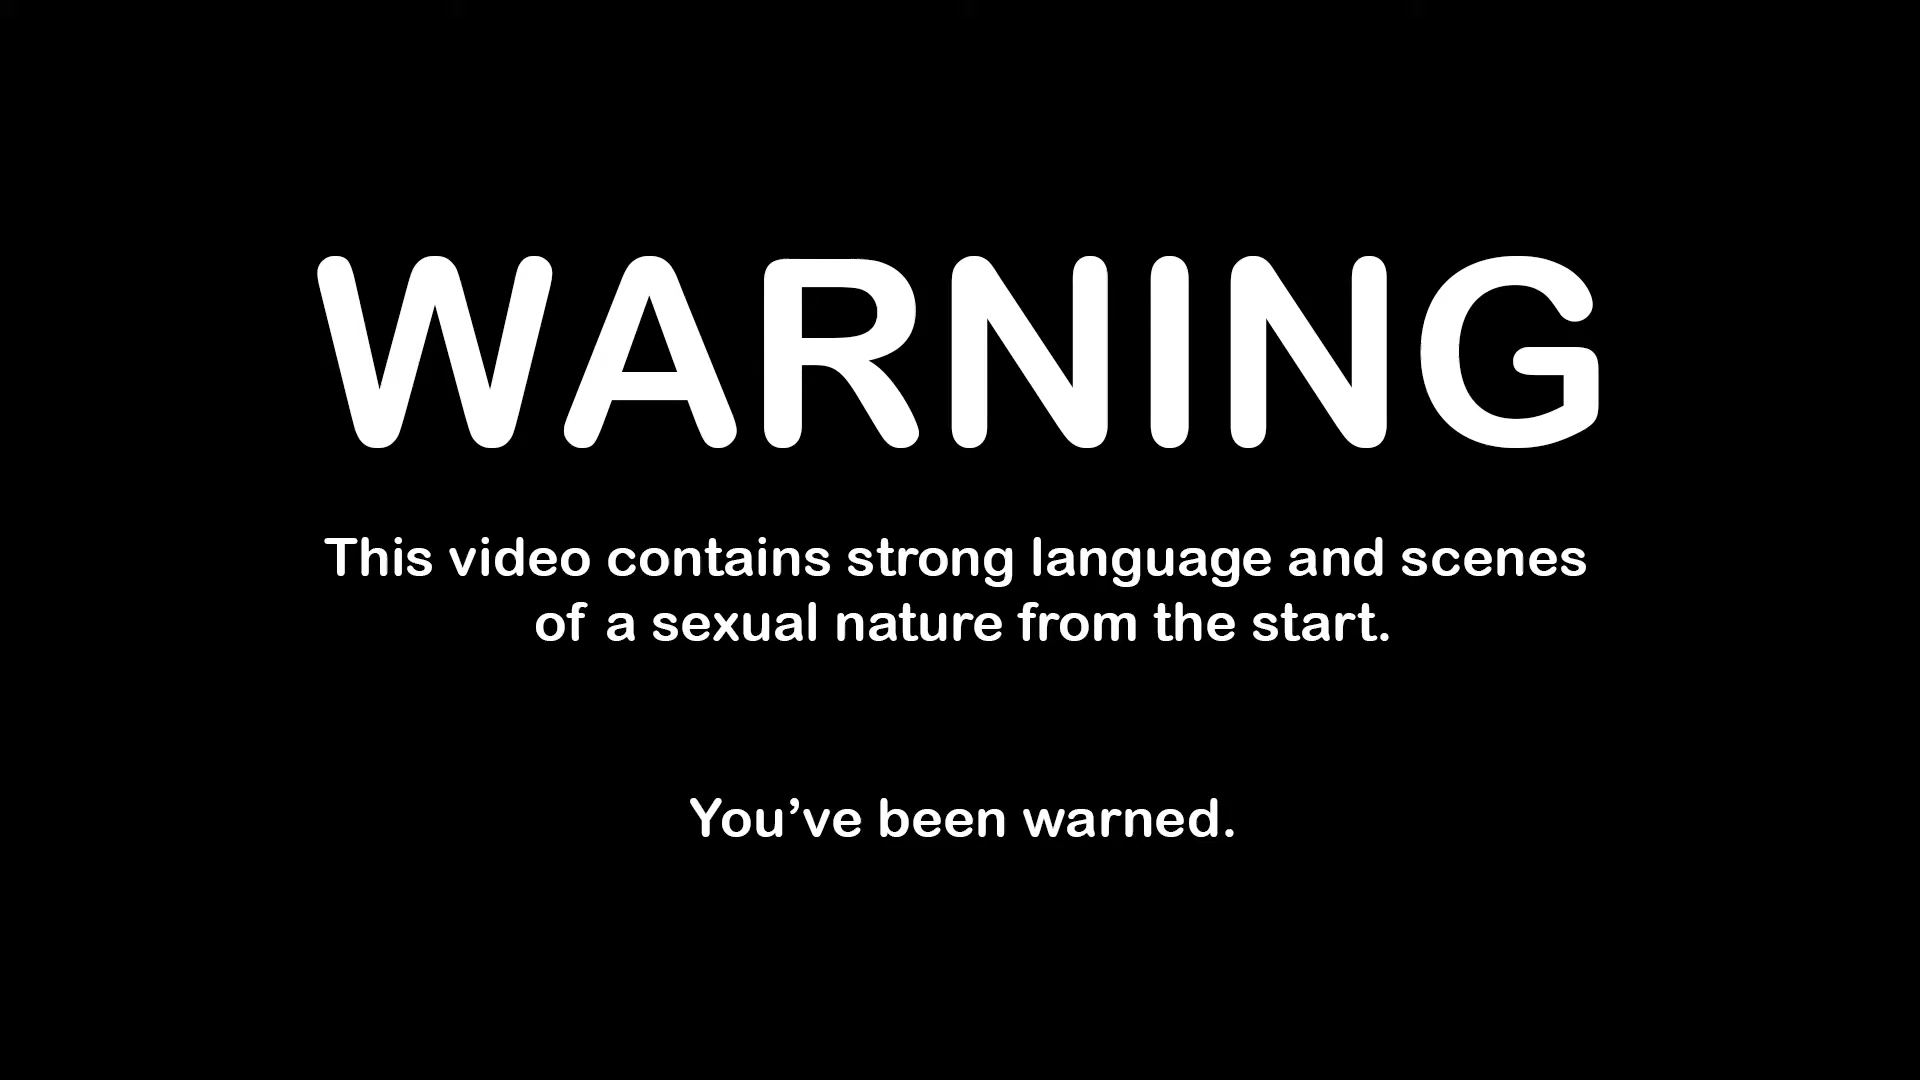 WARNING
This video contains strong language and scenes
of a sexual nature from the start.
You’ve been warned.